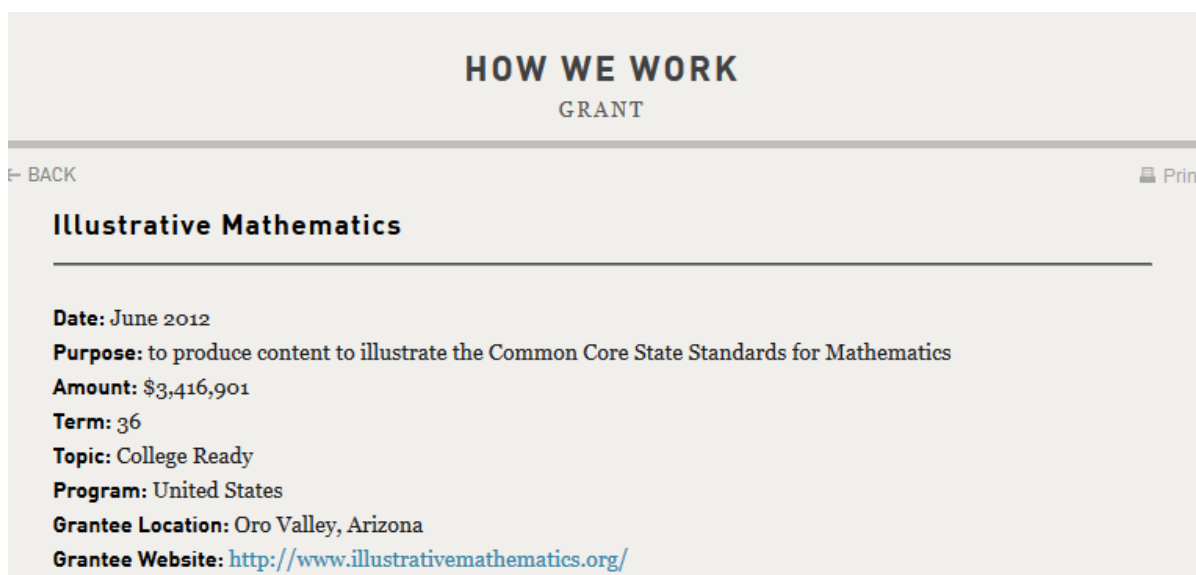 HOW WE WORK
GRANT
← BACK
Prin
Illustrative Mathematics
Date: June 2012
Purpose: to produce content to illustrate the Common Core State Standards for Mathematics
Amount: $3,416,901
Term: 36
Topic: College Ready
Program: United States
Grantee Location: Oro Valley, Arizona
Grantee Website: http://www.illustrativemathematics.org/